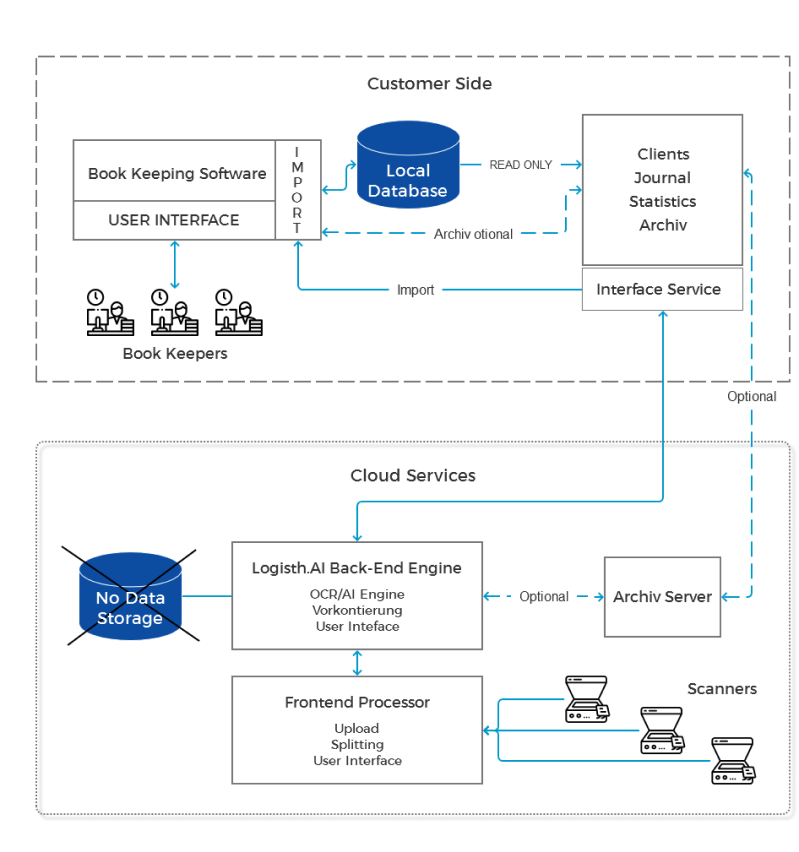 Customer Side
Book Keeping Software
USER INTERFACE
IMPORT
Local
Database
READ ONLY
Clients
Journal
Statistics
Archiv
Archiv otional
Import
Interface Service
Book Keepers
Optional
Cloud Services
No Data
Storage
Logisth.AI Back-End Engine
OCR/AI Engine
Vorkontierung
User Inteface
Optional
Archiv Server
Frontend Processor
Upload
Splitting
User Interface
Scanners